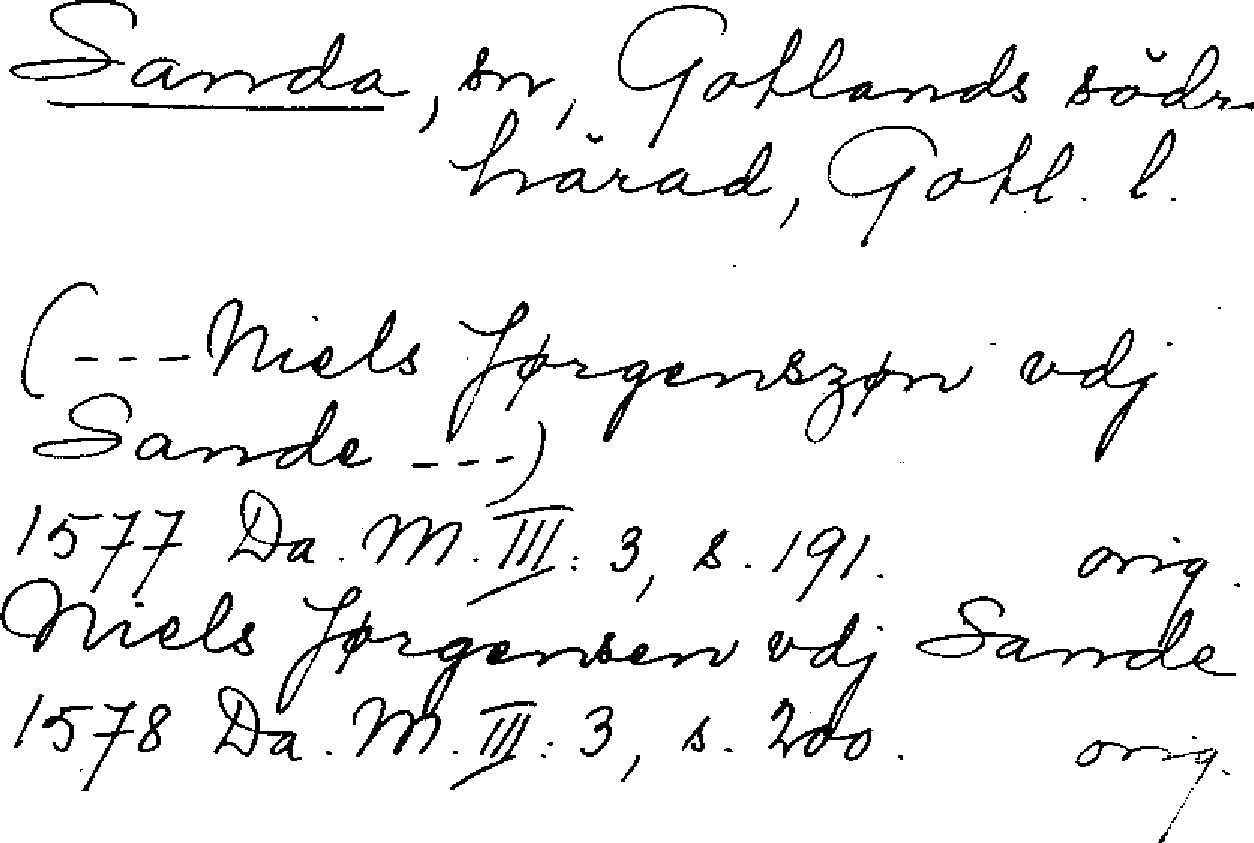 Sanda, sn, Gotlands södr
härad, Gotl. l.
(---Niels Jørgenszøn vdj
Sande ---)
1577 Da. M. III: 3, s. 191. orig.
Niels Jørgensen vdj Sande
1578 Da. M. III: 3, s. 200. orig.